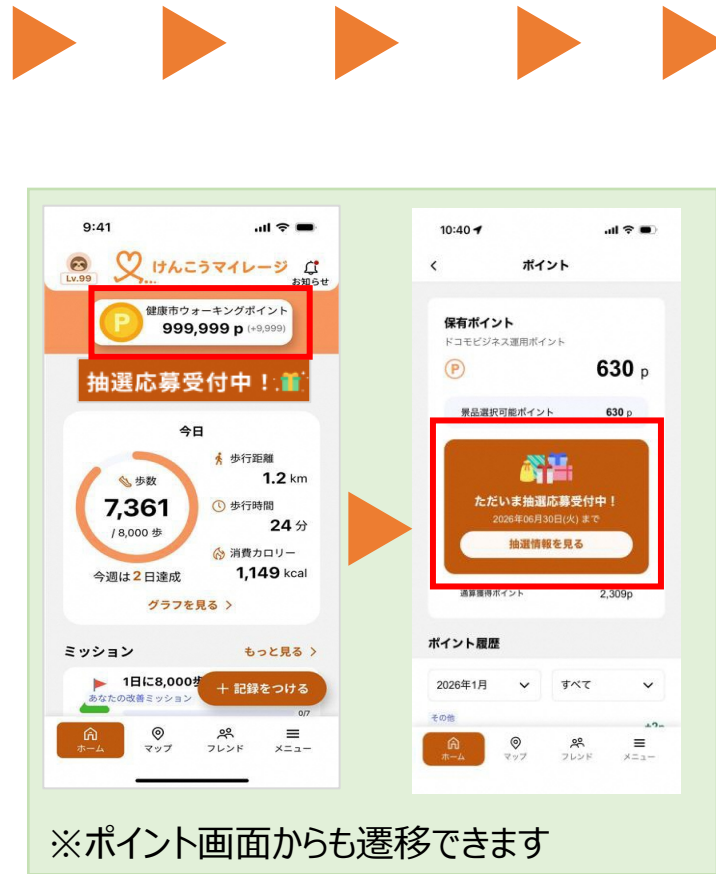 9:41
Lv.99
けんこうマイレージ
お知らせ
健康市ウォーキングポイント
P
999,999 p (+9,999)
抽選応募受付中！
今日
歩数
7,361
/ 8,000 歩
今週は2日達成
歩行距離
1.2 km
歩行時間
24 分
消費カロリー
1,149 kcal
グラフを見る
ミッション
もっと見る
1日に8,000歩
あなたの改善ミッション
＋ 記録をつける
0/7
ホーム
マップ
フレンド
メニュー
10:40
ポイント
保有ポイント
ドコモビジネス運用ポイント
P
630 p
景品選択可能ポイント
630 p
ただいま抽選応募受付中！
2026年06月30日(火) まで
抽選情報を見る
通算獲得ポイント
2,309p
ポイント履歴
2026年1月
すべて
その他
ホーム
マップ
フレンド
メニュー
※ポイント画面からも遷移できます